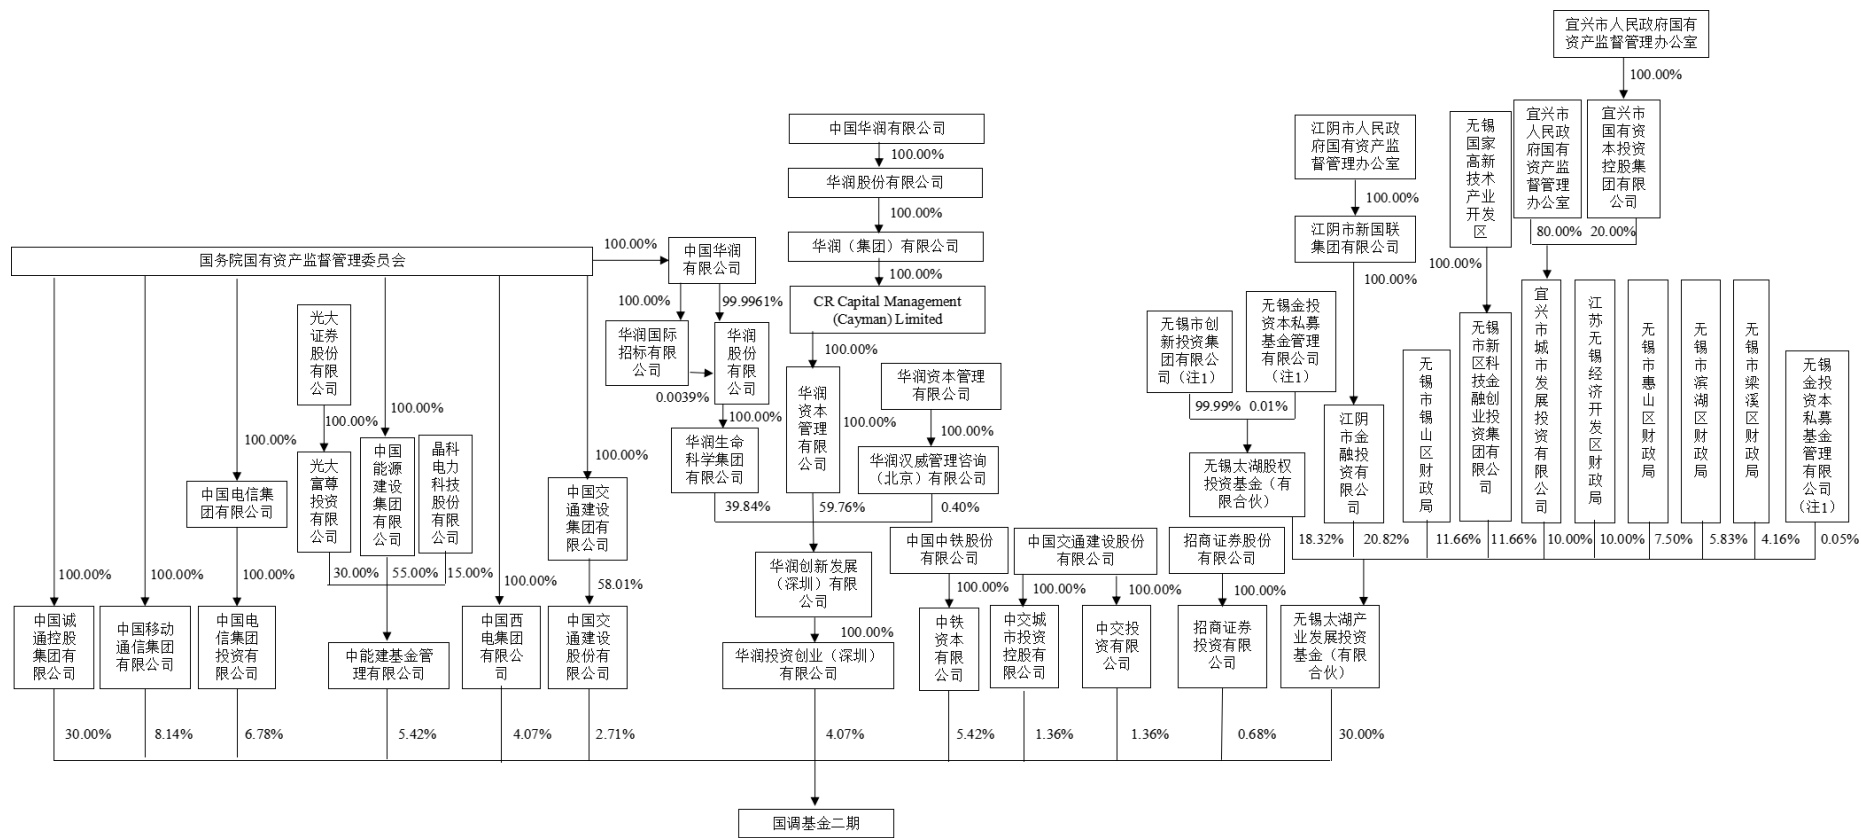 宜兴市人民政府国有
资产监督管理办公室
100.00%
中国华润有限公司
100.00%
华润股份有限公司
100.00%
华润（集团）有限公司
100.00%
CR Capital Management
(Cayman) Limited
100.00%
江阴市人民政
府国有资产监
督管理办公室
100.00%
江阴市新国联
集团有限公司
100.00%
无锡
国家
高新
技术
产业
开发
区
100.00%
宜兴市
人民政
府国有
资产监
督管理
办公室
80.00%
宜兴市
国有资
本投资
控股集
团有限
公司
20.00%
国务院国有资产监督管理委员会
100.00%
中国华润
有限公司
100.00%
99.9961%
华润国际
招标有限
公司
0.0039%
华润
股份
有限
公司
100.00%
华润生命
科学集团
有限公司
39.84%
华润
资本
管理
有限
公司
59.76%
100.00%
华润资本管理
有限公司
100.00%
华润汉威管理咨询
（北京）有限公司
0.40%
光大
证券
股份
有限
公司
100.00%
光大
富尊
投资
有限
公司
30.00%
100.00%
中国
能源
建设
集团
有限
公司
55.00%
晶科
电力
科技
股份
有限
公司
15.00%
100.00%
中国电信集
团有限公司
100.00%
100.00%
中国交
通建设
集团有
限公司
58.01%
无锡市创
新投资集
团有限公
司（注1）
99.99%
无锡金投
资本私募
基金管理
有限公司
（注1）
0.01%
无锡太湖股权
投资基金（有
限合伙）
18.32%
江阴
市金
融投
资有
限公
司
20.82%
无锡市锡山区财政局
11.66%
无锡
市新
区科
技金
融创
业投
资集
团有
限公
司
11.66%
宜兴市城市发展投资有限公司
10.00%
江苏无锡经济开发区财政局
10.00%
无锡市惠山区财政局
7.50%
无锡市滨湖区财政局
5.83%
无锡市梁溪区财政局
4.16%
无锡
金投
资本
私募
基金
管理
有限
公司
（注1）
0.05%
华润创新发展
（深圳）有限
公司
100.00%
中国中铁股份
有限公司
100.00%
中国交通建设股份有
限公司
100.00%
100.00%
招商证券股份
有限公司
100.00%
100.00%
中国诚
通控股
集团有
限公司
30.00%
中国移动
通信集团
有限公司
8.14%
100.00%
中国电
信集团
投资有
限公司
6.78%
中能建基金管
理有限公司
5.42%
100.00%
中国西
电集团
有限公
司
4.07%
中国交
通建设
股份有
限公司
2.71%
华润投资创业（深圳）
有限公司
4.07%
中铁
资本
有限
公司
5.42%
中交城
市投资
控股有
限公司
1.36%
中交投
资有限
公司
1.36%
招商证券
投资有限
公司
0.68%
无锡太湖产
业发展投资
基金（有限
合伙）
30.00%
国调基金二期